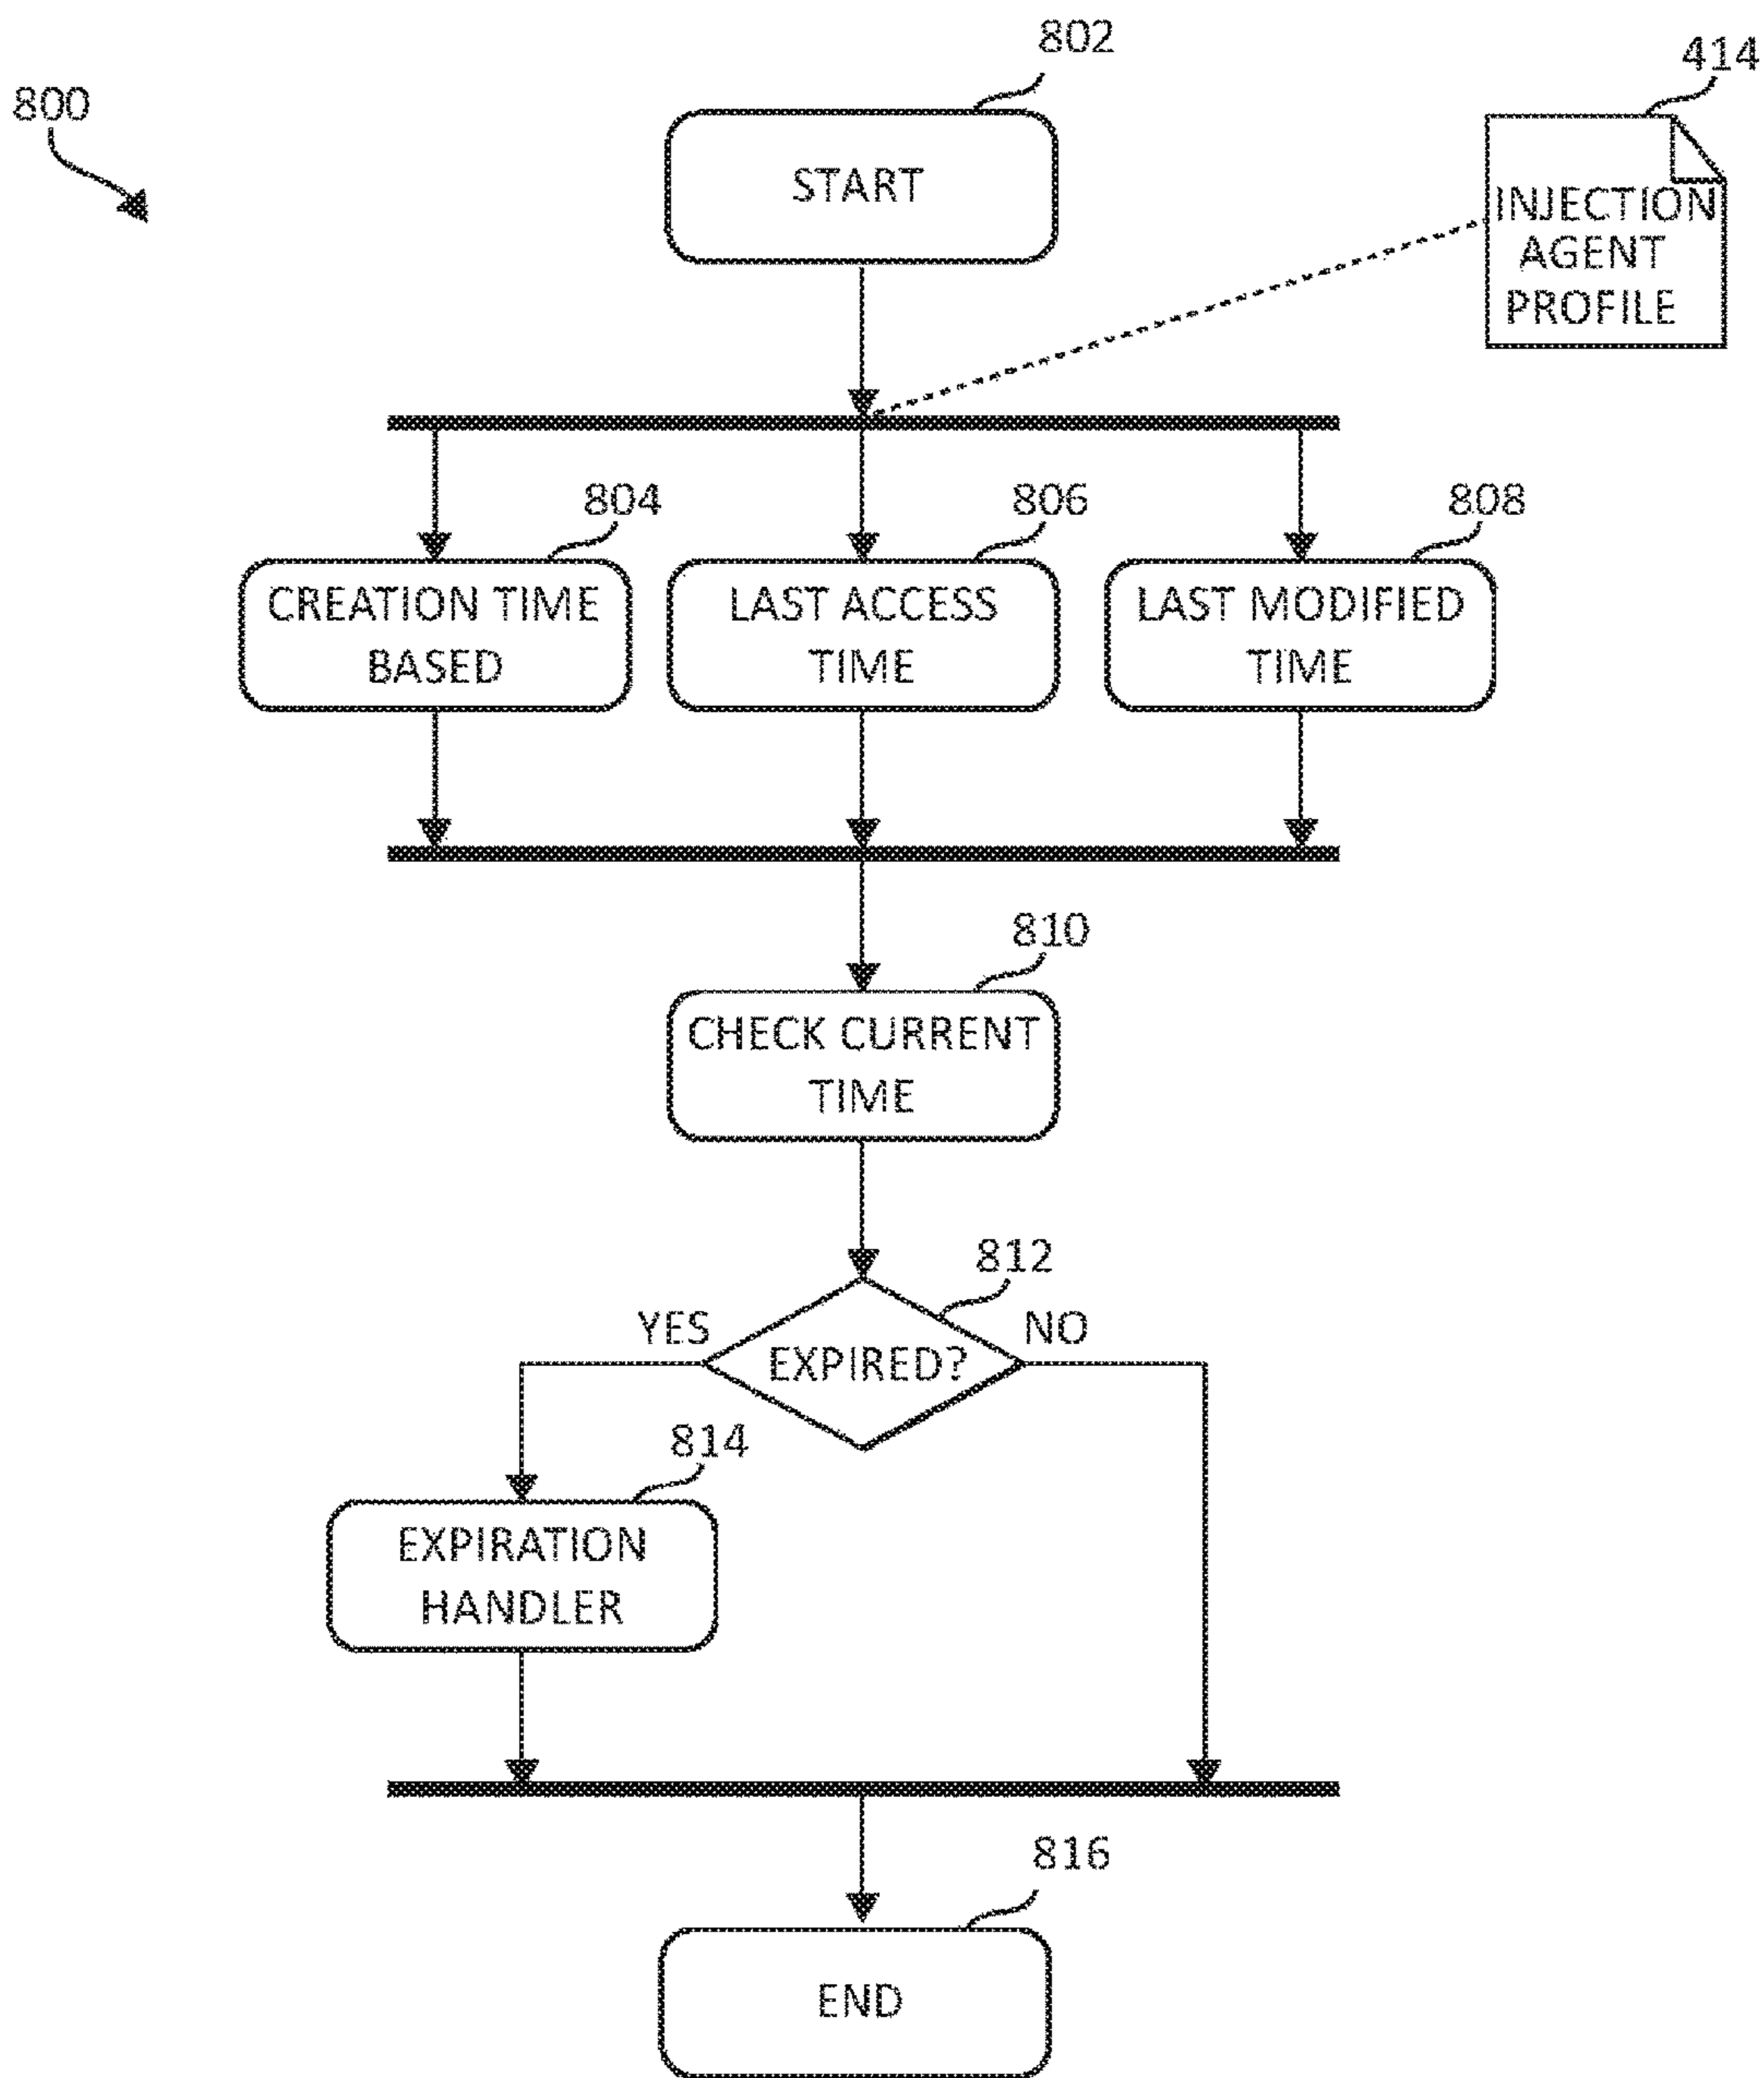 802
414
800
START
INJECTION
AGENT
PROFILE
804
806
808
CREATION TIME
BASED
LAST ACCESS
TIME
LAST MODIFIED
TIME
810
CHECK CURRENT
TIME
812
YES
NO
EXPIRED?
814
EXPIRATION
HANDLER
816
END